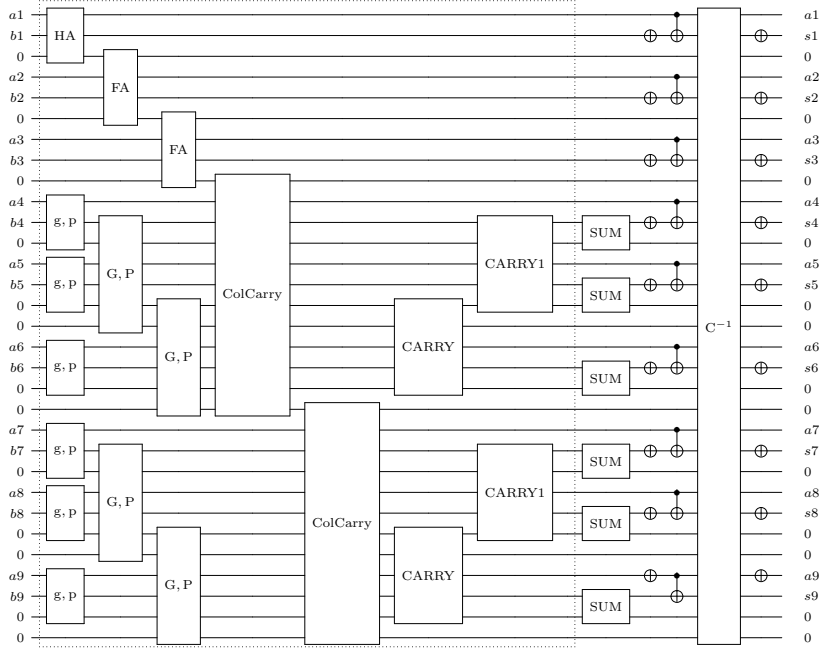 a1 a1
b1 HA s1
0 0
a2 a2
FA
b2 s2
0 0
a3 a3
FA
b3 s3
0 0
a4 a4
b4 g, p s4
SUM
0 0
a5 CARRY1 a5
G, P
b5 g, p s5
ColCarry SUM
0 0
0 C⁻¹ 0
a6 CARRY a6
G, P
b6 g, p s6
SUM
0 0
0 0
a7 a7
b7 g, p s7
SUM
0 0
a8 CARRY1 a8
G, P
b8 g, p s8
ColCarry SUM
0 0
0 0
a9 CARRY a9
G, P
b9 g, p s9
SUM
0 0
0 0